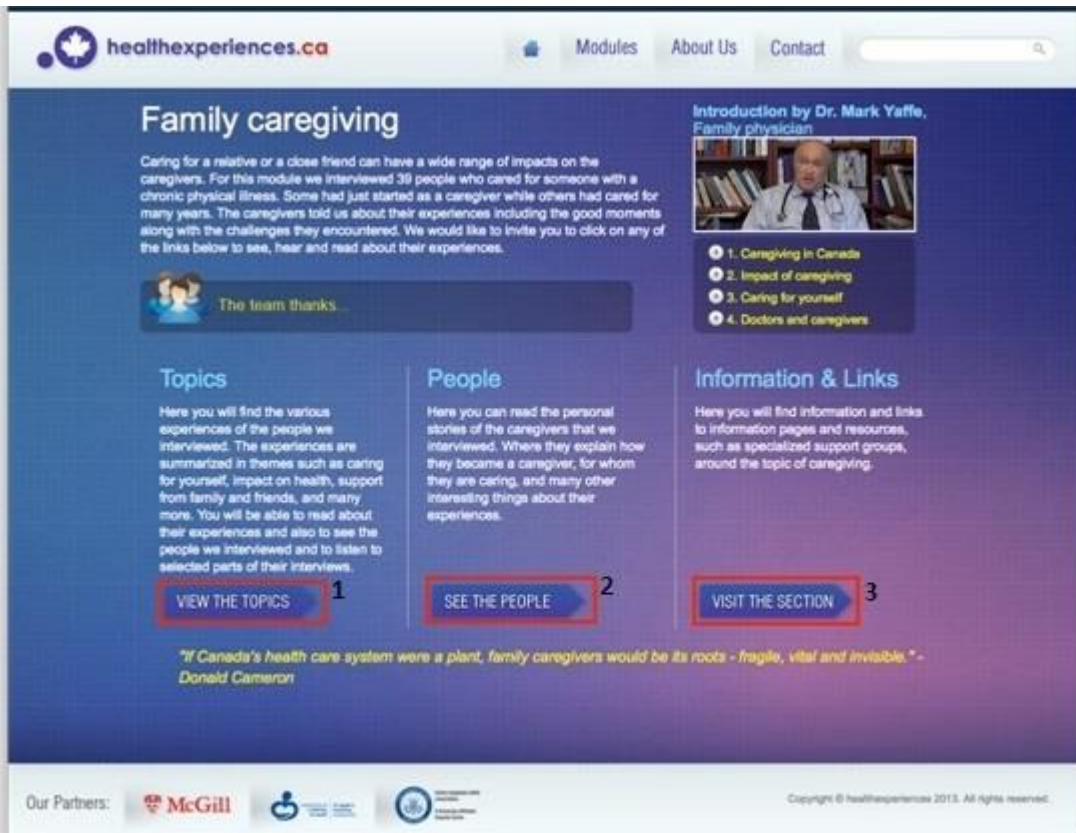 healthexperiences.ca
Modules
About Us
Contact
Family caregiving
Caring for a relative or a close friend can have a wide range of impacts on the
caregivers. For this module we interviewed 39 people who cared for someone with a
chronic physical illness. Some had just started as a caregiver while others had cared for
many years. The caregivers told us about their experiences including the good moments
along with the challenges they encountered. We would like to invite you to click on any of
the links below to see, hear and read about their experiences.
The team thanks...
Introduction by Dr. Mark Yaffe,
Family physician
1. Caregiving in Canada
2. Impact of caregiving
3. Caring for yourself
4. Doctors and caregivers
Topics
Here you will find the various
experiences of the people we
interviewed. The experiences are
summarized in themes such as caring
for yourself, impact on health, support
from family and friends, and many
more. You will be able to read about
their experiences and also to see the
people we interviewed and to listen to
selected parts of their interviews.
VIEW THE TOPICS
1
People
Here you can read the personal
stories of the caregivers that we
interviewed. Where they explain how
they became a caregiver, for whom
they are caring, and many other
interesting things about their
experiences.
SEE THE PEOPLE
2
Information & Links
Here you will find information and links
to information pages and resources,
such as specialized support groups,
around the topic of caregiving.
VISIT THE SECTION
3
"If Canada's health care system were a plant, family caregivers would be its roots - fragile, vital and invisible." -
Donald Cameron
Our Partners:
McGill
Copyright © healthexperiences 2013. All rights reserved.